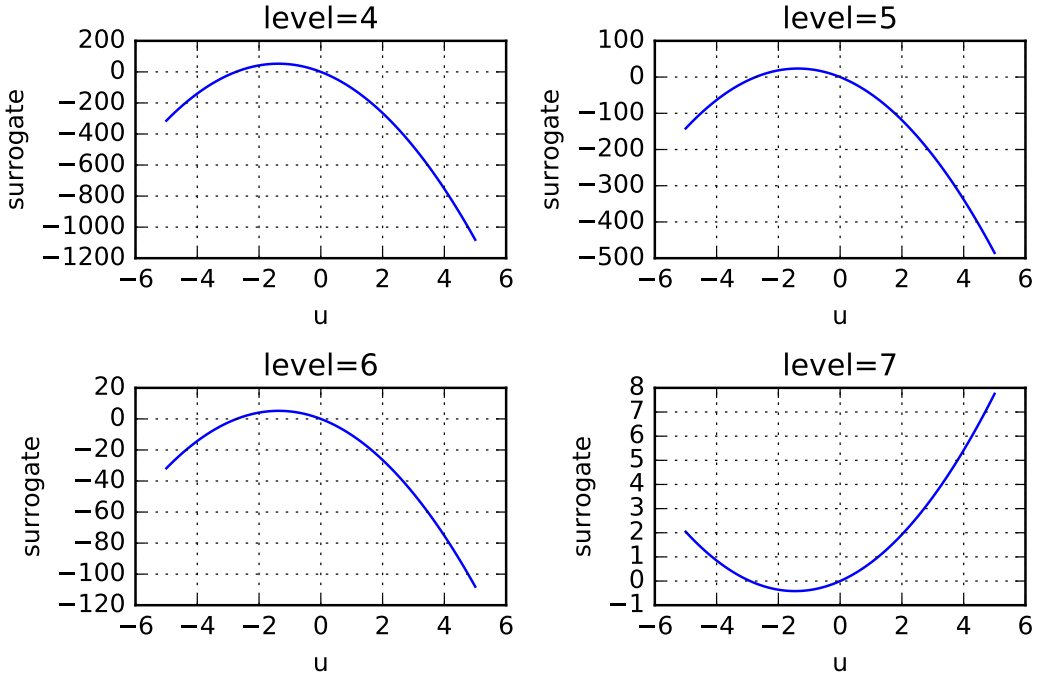 level=4
200
0
−200
−400
−600
−800
−1000
−1200
surrogate
−6 −4 −2 0 2 4 6
u
level=5
100
0
−100
−200
−300
−400
−500
surrogate
−6 −4 −2 0 2 4 6
u
level=6
20
0
−20
−40
−60
−80
−100
−120
surrogate
−6 −4 −2 0 2 4 6
u
level=7
8
7
6
5
4
3
2
1
0
−1
surrogate
−6 −4 −2 0 2 4 6
u